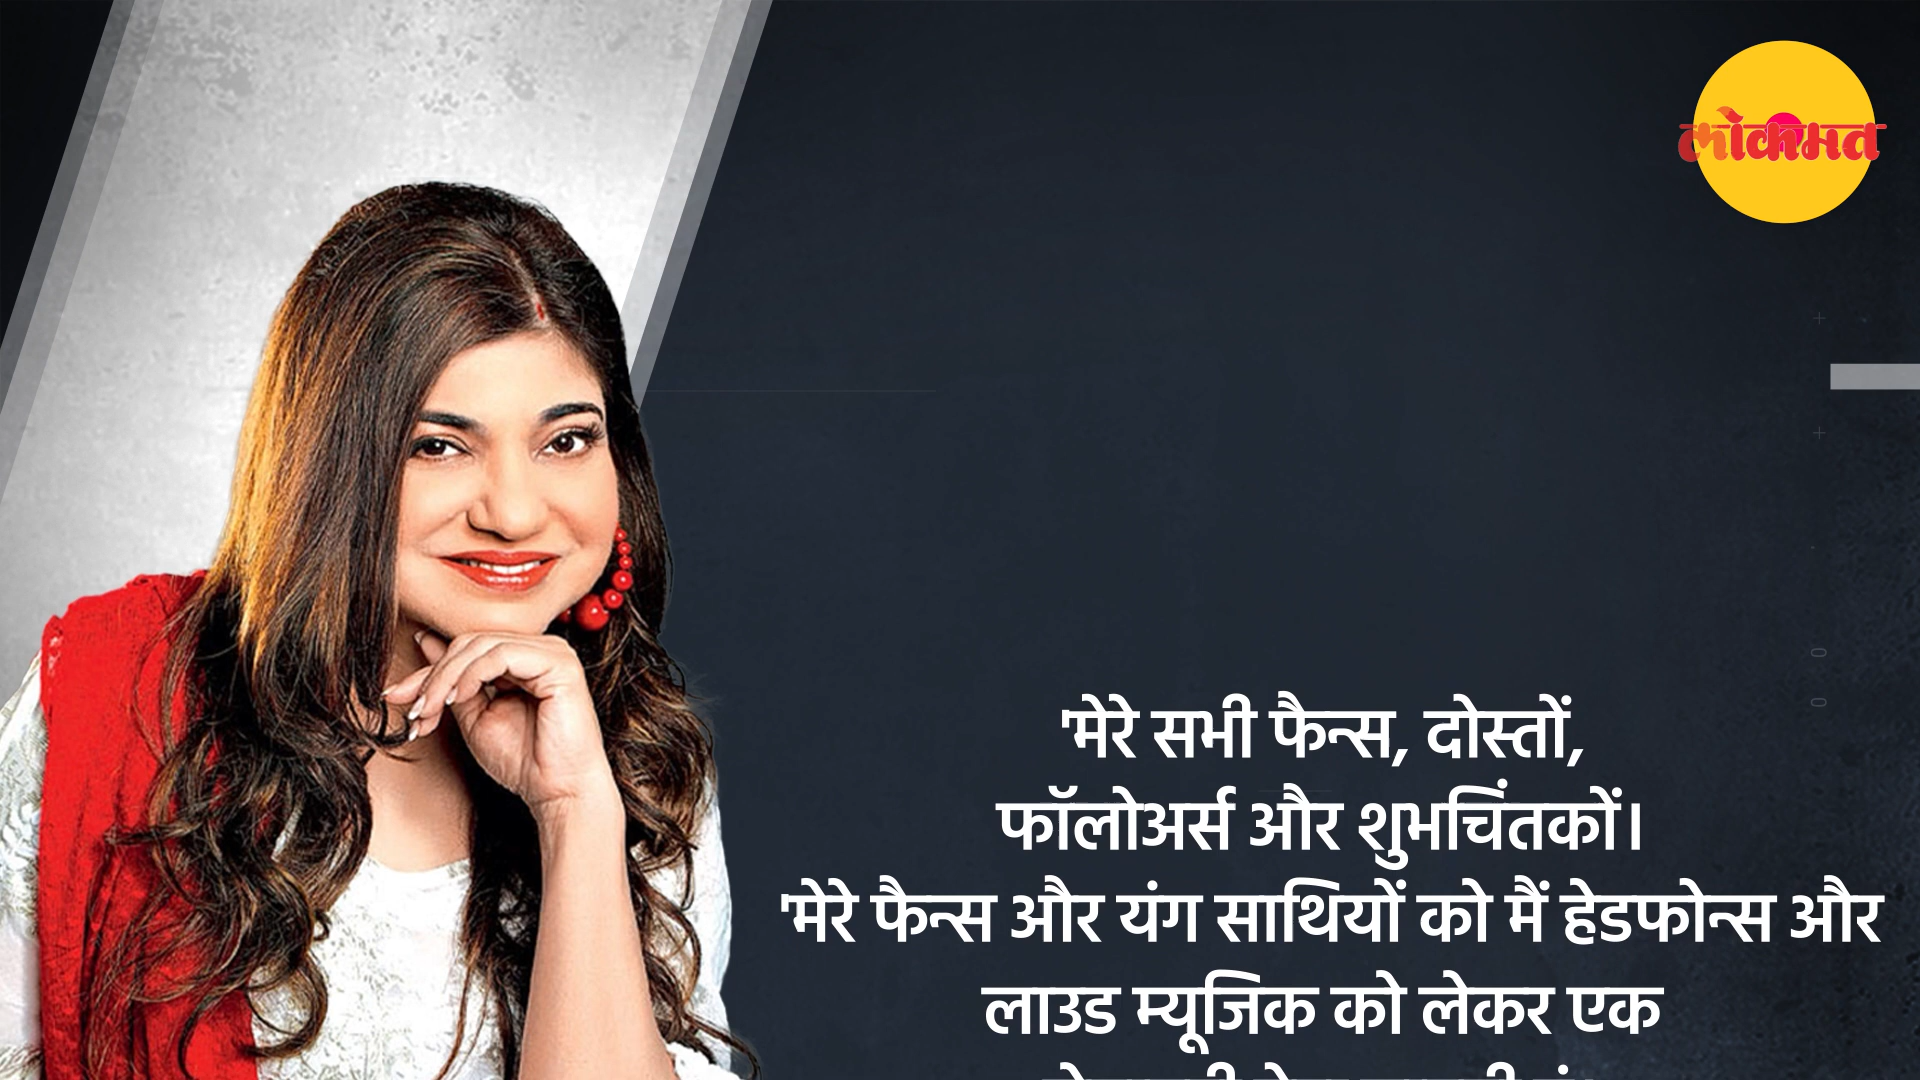 लोकमत
'मेरे सभी फैन्स, दोस्तों,
फॉलोअर्स और शुभचिंतकों।
'मेरे फैन्स और यंग साथियों को मैं हेडफोन्स और
लाउड म्यूजिक को लेकर एक